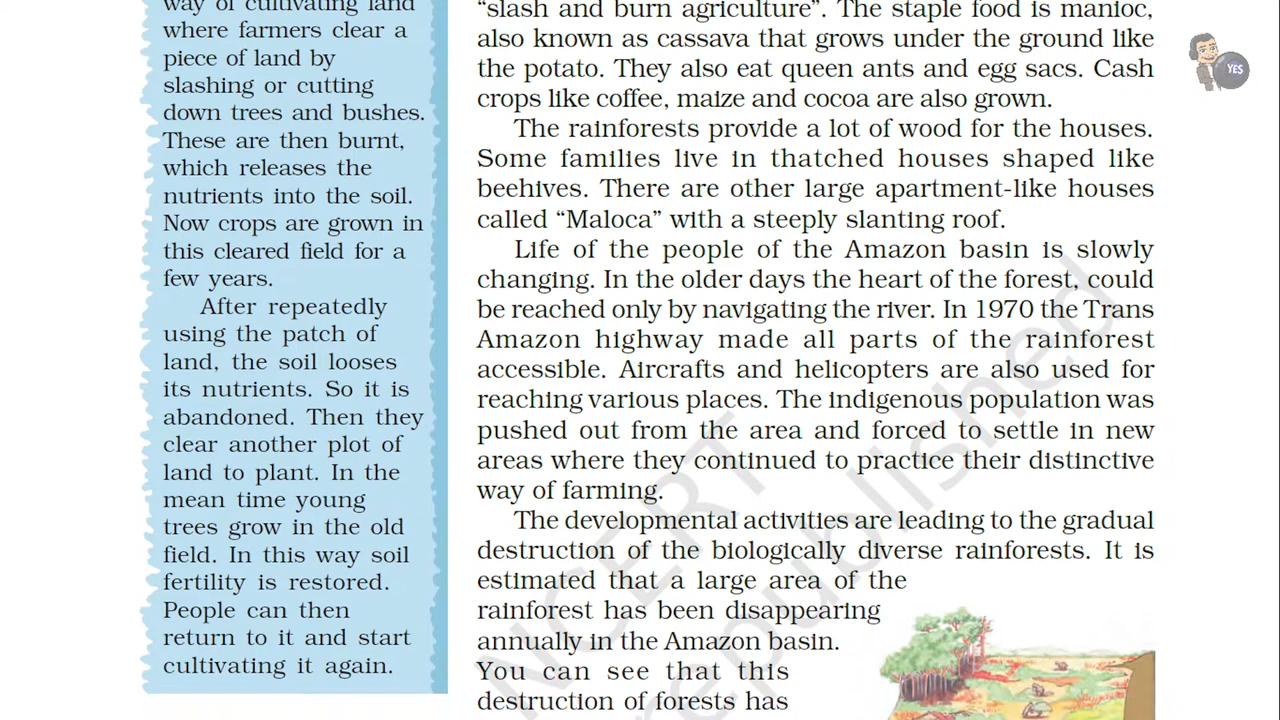 way of cultivating land
where farmers clear a
piece of land by
slashing or cutting
down trees and bushes.
These are then burnt,
which releases the
nutrients into the soil.
Now crops are grown in
this cleared field for a
few years.
After repeatedly
using the patch of
land, the soil looses
its nutrients. So it is
abandoned. Then they
clear another plot of
land to plant. In the
mean time young
trees grow in the old
field. In this way soil
fertility is restored.
People can then
return to it and start
cultivating it again.
“slash and burn agriculture”. The staple food is manioc,
also known as cassava that grows under the ground like
the potato. They also eat queen ants and egg sacs. Cash
crops like coffee, maize and cocoa are also grown.
The rainforests provide a lot of wood for the houses.
Some families live in thatched houses shaped like
beehives. There are other large apartment-like houses
called “Maloca” with a steeply slanting roof.
Life of the people of the Amazon basin is slowly
changing. In the older days the heart of the forest, could
be reached only by navigating the river. In 1970 the Trans
Amazon highway made all parts of the rainforest
accessible. Aircrafts and helicopters are also used for
reaching various places. The indigenous population was
pushed out from the area and forced to settle in new
areas where they continued to practice their distinctive
way of farming.
The developmental activities are leading to the gradual
destruction of the biologically diverse rainforests. It is
estimated that a large area of the
rainforest has been disappearing
annually in the Amazon basin.
You can see that this
destruction of forests has
YES
NCERT
republished